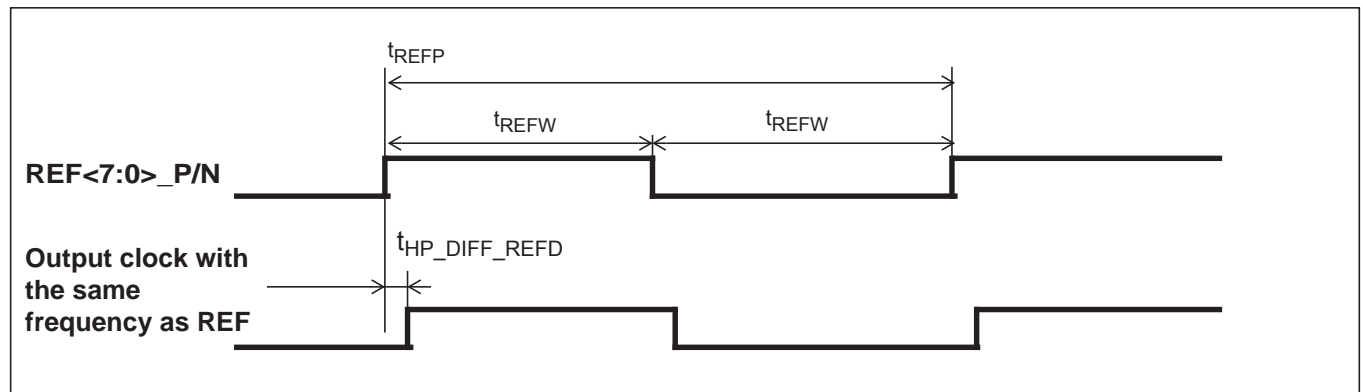 tREFP
tREFW
tREFW
REF<7:0>_P/N
tHP_DIFF_REFD
Output clock with
the same
frequency as REF